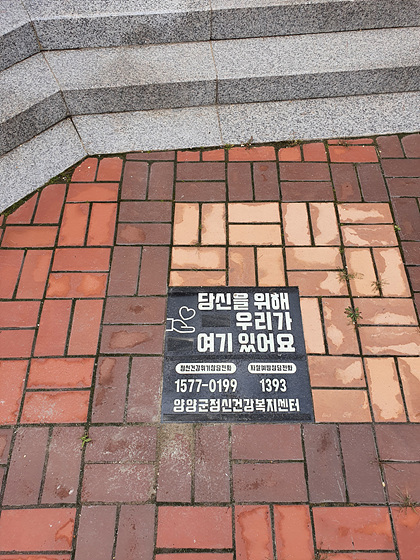 당신을 위해
우리가
여기 있어요
정신건강위기상담전화 자살예방상담전화
1577-0199 1393
양양군정신건강복지센터